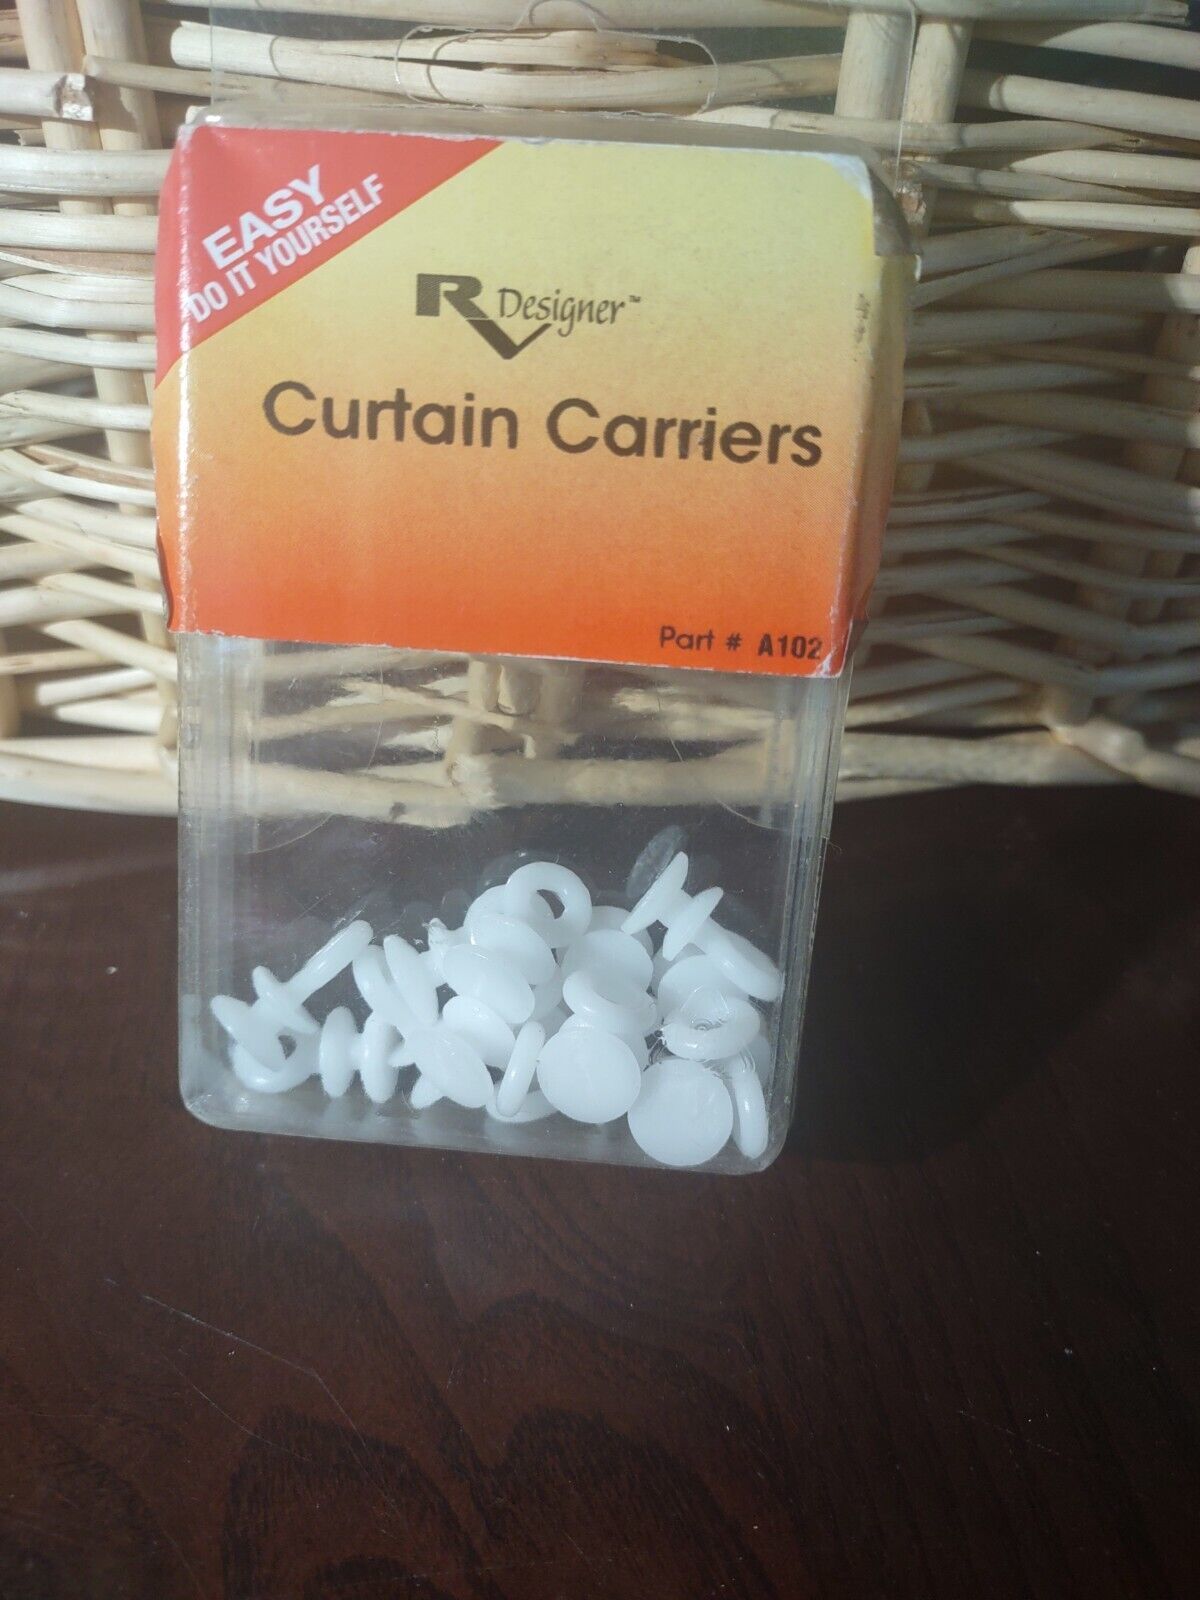 EASY
DO IT YOURSELF
RV Designer™
Curtain Carriers
Part # A102